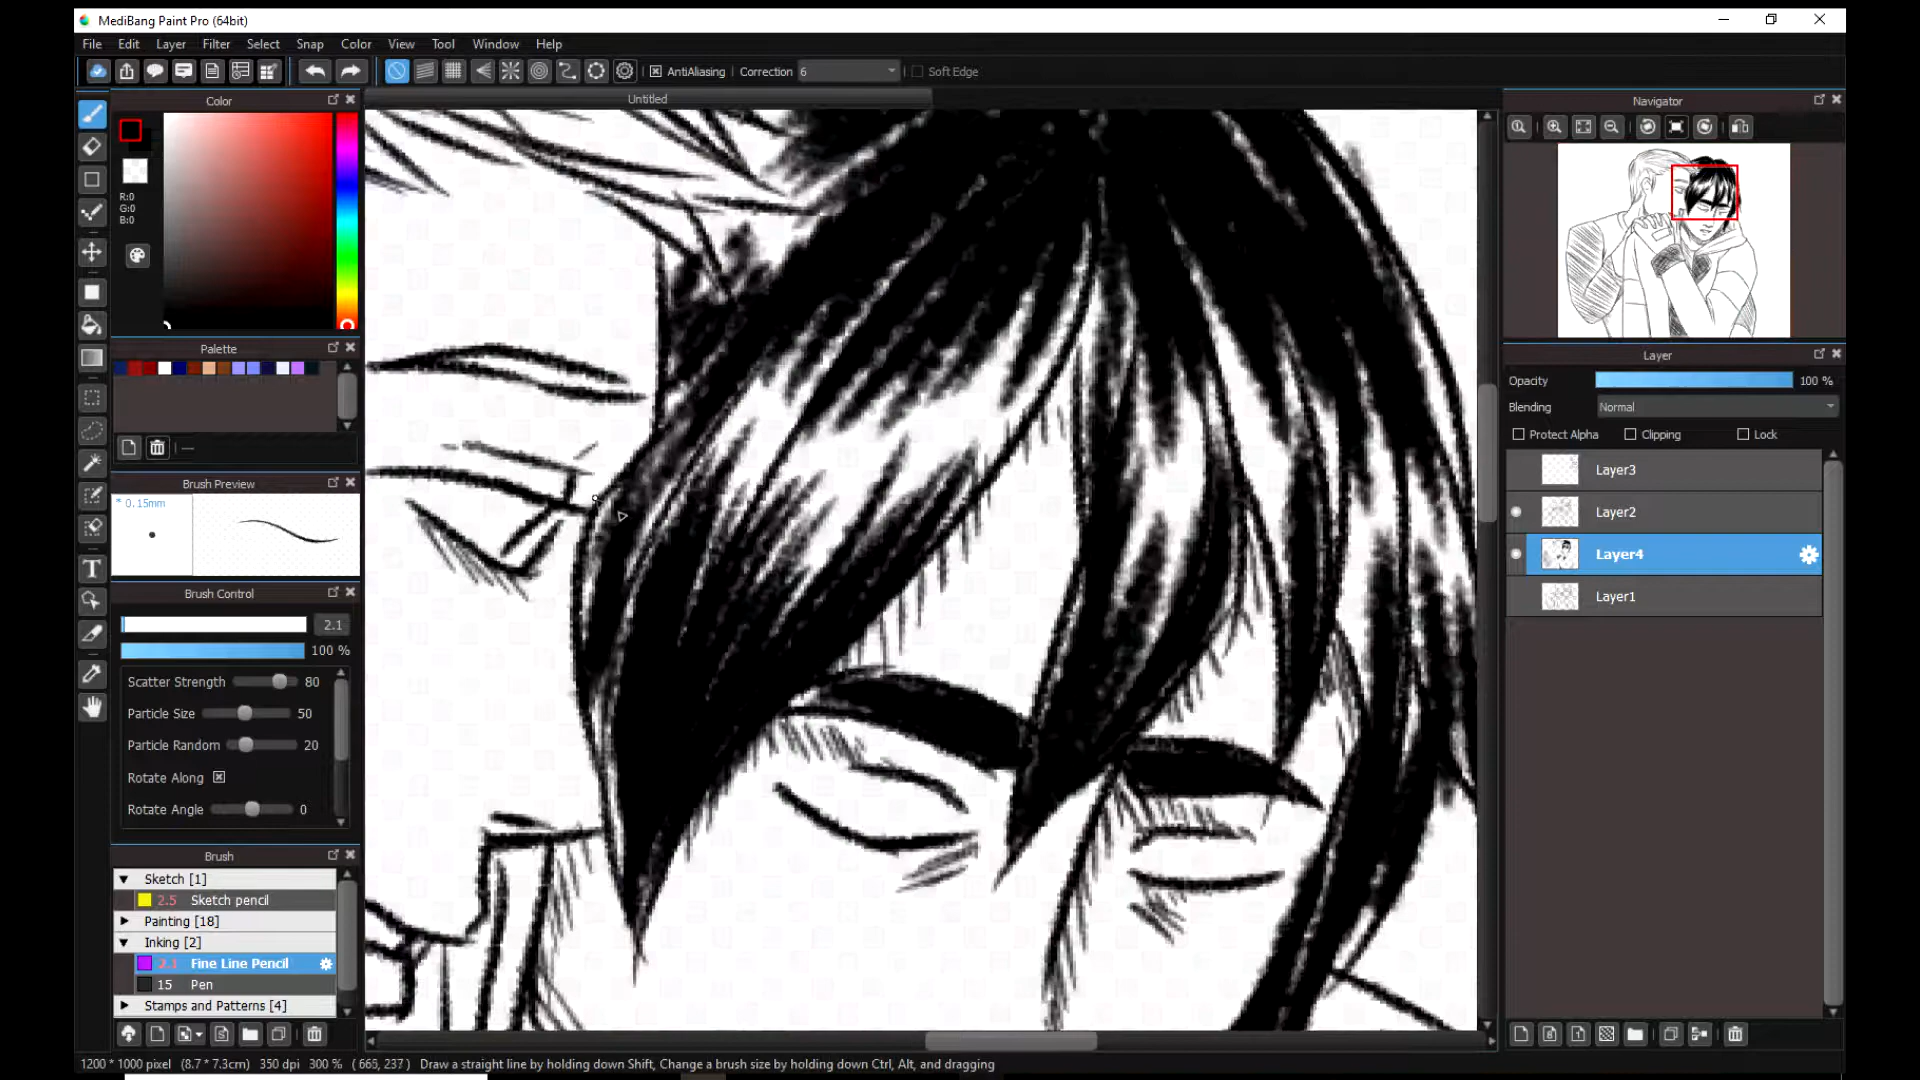 MediBang Paint Pro (64bit)
File Edit Layer Filter Select Snap Color View Tool Window Help
AntiAliasing Correction 6 Soft Edge
Color
Untitled
Navigator
R:0
G:0
B:0
Palette
Layer
Opacity 100 %
Blending Normal
Protect Alpha Clipping Lock
Layer3
Layer2
Layer4
Layer1
Brush Preview
* 0.15mm
Brush Control
2.1
100 %
Scatter Strength 80
Particle Size 50
Particle Random 20
Rotate Along
Rotate Angle 0
Brush
Sketch [1]
2.5 Sketch pencil
Painting [18]
Inking [2]
2.1 Fine Line Pencil
15 Pen
Stamps and Patterns [4]
1200 * 1000 pixel (8.7 * 7.3cm) 350 dpi 300 % ( 665, 237 ) Draw a straight line by holding down Shift, Change a brush size by holding down Ctrl, Alt, and dragging